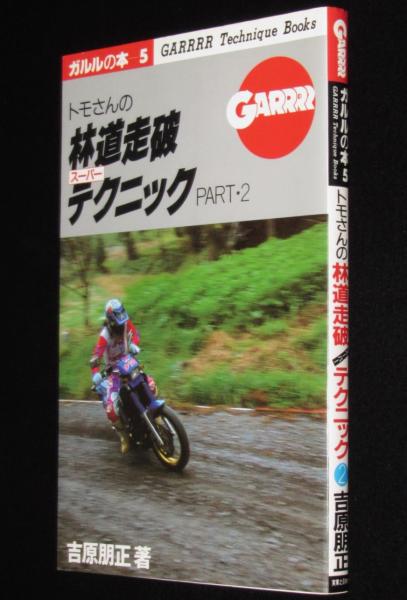 ガルルの本—5
GARRRR Technique Books
GARRRR
トモさんの
林道走破
スーパー
テクニック PART・2
吉原朋正 著
GARRRR
ガルルの本 5
GARRRR Technique Books
トモさんの林道走破スーパーテクニック 2
吉原朋正